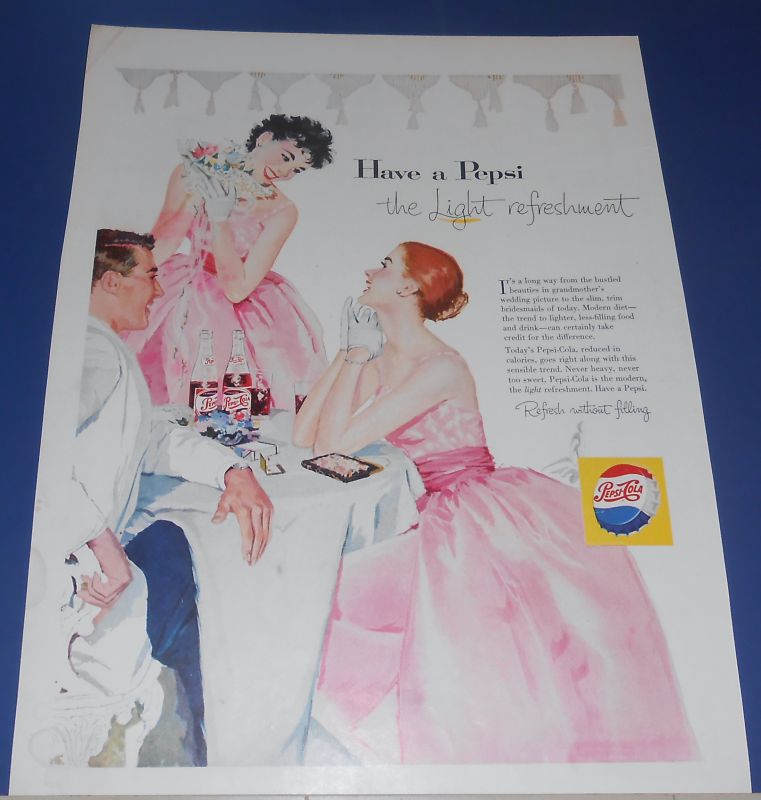 Have a Pepsi
the Light refreshment
It's a long way from the bustled
beauties in grandmother's
wedding picture to the slim, trim
bridesmaids of today. Modern diet—
the trend to lighter, less-filling food
and drink—can certainly take
credit for the difference.
Today's Pepsi-Cola, reduced in
calories, goes right along with this
sensible trend. Never heavy, never
too sweet, Pepsi-Cola is the modern,
the light refreshment. Have a Pepsi.
Refresh without filling
PEPSI-COLA
PEPSI-COLA